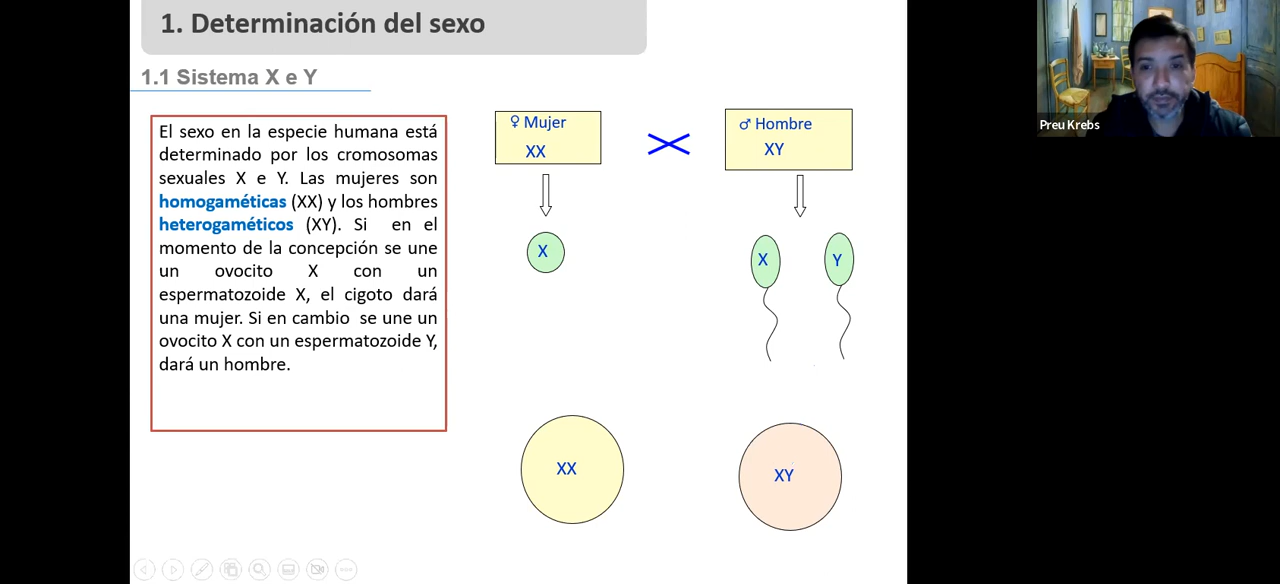 1. Determinación del sexo
1.1 Sistema X e Y
El sexo en la especie humana está
determinado por los cromosomas
sexuales X e Y. Las mujeres son
homogaméticas (XX) y los hombres
heterogaméticos (XY). Si en el
momento de la concepción se une
un ovocito X con un
espermatozoide X, el cigoto dará
una mujer. Si en cambio se une un
ovocito X con un espermatozoide Y,
dará un hombre.
♀ Mujer
XX
♂ Hombre
XY
X
X
Y
XX
XY
Preu Krebs